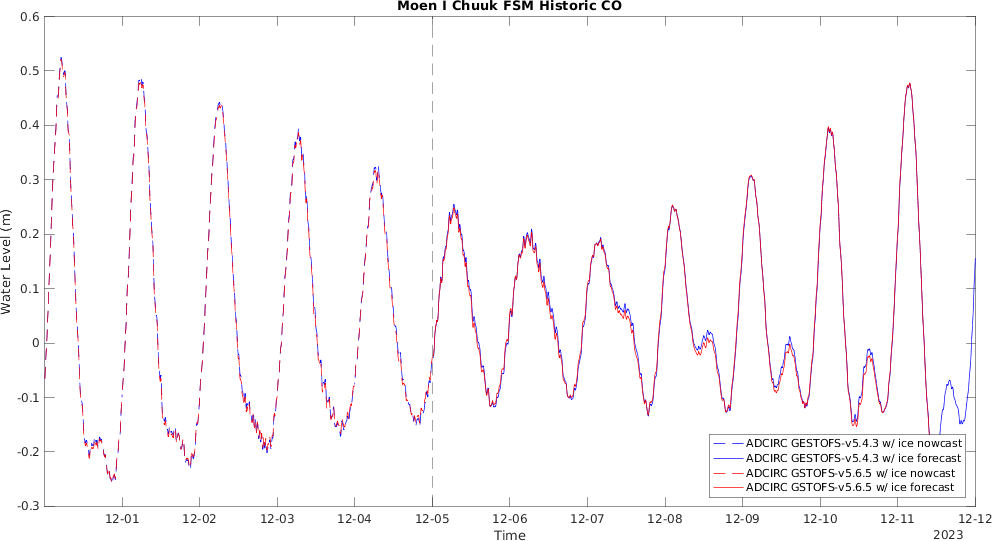 Moen I Chuuk FSM Historic CO
0.6
0.5
0.4
0.3
0.2
0.1
0
-0.1
-0.2
-0.3
Water Level (m)
ADCIRC GESTOFS-v5.4.3 w/ ice nowcast
ADCIRC GESTOFS-v5.4.3 w/ ice forecast
ADCIRC GSTOFS-v5.6.5 w/ ice nowcast
ADCIRC GSTOFS-v5.6.5 w/ ice forecast
12-01 12-02 12-03 12-04 12-05 12-06 12-07 12-08 12-09 12-10 12-11 12-12
Time
2023